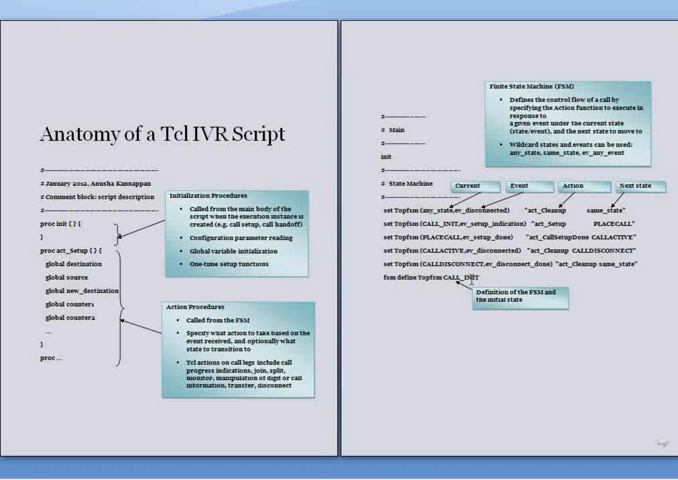 Anatomy of a Tcl IVR Script
#------------------------------------
# January 2012, Anusha Kannappan
# Comment block: script description
#------------------------------------
proc init { } {
}
proc act_Setup { } {
global destination
global source
global new_destination
global counter1
global counter2
...
}
proc ...
Initialization Procedures
• Called from the main body of the
script when the execution instance is
created (e.g. call setup, call handoff)
• Configuration parameter reading
• Global variable initialization
• One-time setup functions
Action Procedures
• Called from the FSM
• Specify what action to take based on the
event received, and optionally what
state to transition to
• Tcl actions on call legs include call
progress indications, join, split,
monitor, manipulation of digit or call
information, transfer, disconnect
Finite State Machine (FSM)
• Defines the control flow of a call by
specifying the Action function to execute in
response to
a given event under the current state
(state/event), and the next state to move to
• Wildcard states and events can be used:
any_state, same_state, ev_any_event
#-------------
# Main
#-------------
init
#------------------------
# State Machine
#------------------------
Current Event Action Next state
set Topfsm (any_state,ev_disconnected) "act_Cleanup same_state"
set Topfsm (CALL_INIT,ev_setup_indication) "act_Setup PLACECALL"
set Topfsm (PLACECALL,ev_setup_done) "act_CallSetupDone CALLACTIVE"
set Topfsm (CALLACTIVE,ev_disconnected) "act_Cleanup CALLDISCONNECT"
set Topfsm (CALLDISCONNECT,ev_disconnect_done) "act_Cleanup same_state"
fsm define Topfsm CALL_INIT
Definition of the FSM and
the initial state